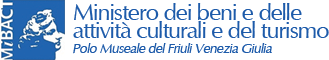 MiBACT
Ministero dei beni e delle
attività culturali e del turismo
Polo Museale del Friuli Venezia Giulia